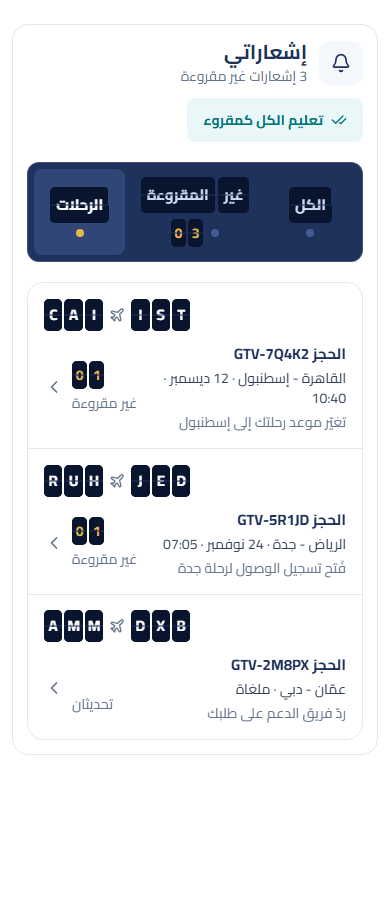 إشعاراتي
3 إشعارات غير مقروءة
تعليم الكل كمقروء
الكل
غير المقروءة
03
الرحلات
CAI IST
الحجز GTV-7Q4K2
القاهرة - إسطنبول · 12 ديسمبر ·
10:40
تغيّر موعد رحلتك إلى إسطنبول
01
غير مقروءة
RUH JED
الحجز GTV-5R1JD
الرياض - جدة · 24 نوفمبر · 07:05
فُتح تسجيل الوصول لرحلة جدة
01
غير مقروءة
AMM DXB
الحجز GTV-2M8PX
عمّان - دبي · ملغاة
ردّ فريق الدعم على طلبك
تحديثان